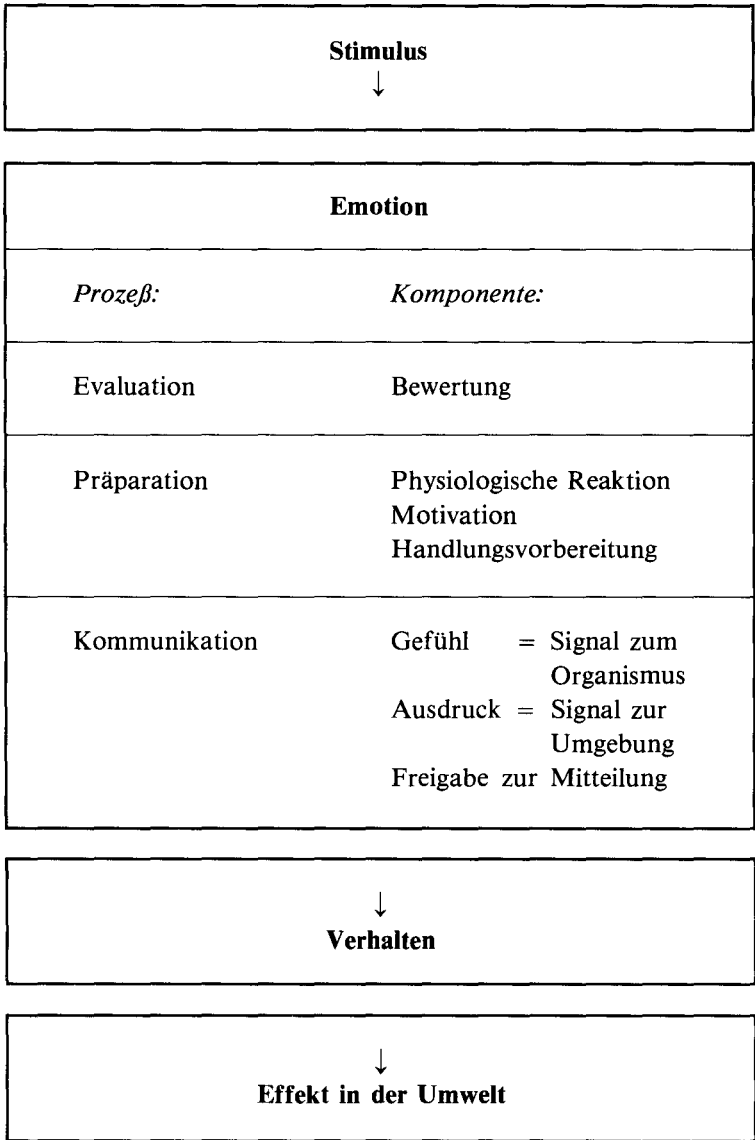 Stimulus
↓
Emotion
Prozeß: Komponente:
Evaluation Bewertung
Präparation Physiologische Reaktion
Motivation
Handlungsvorbereitung
Kommunikation Gefühl = Signal zum
Organismus
Ausdruck = Signal zur
Umgebung
Freigabe zur Mitteilung
↓
Verhalten
↓
Effekt in der Umwelt